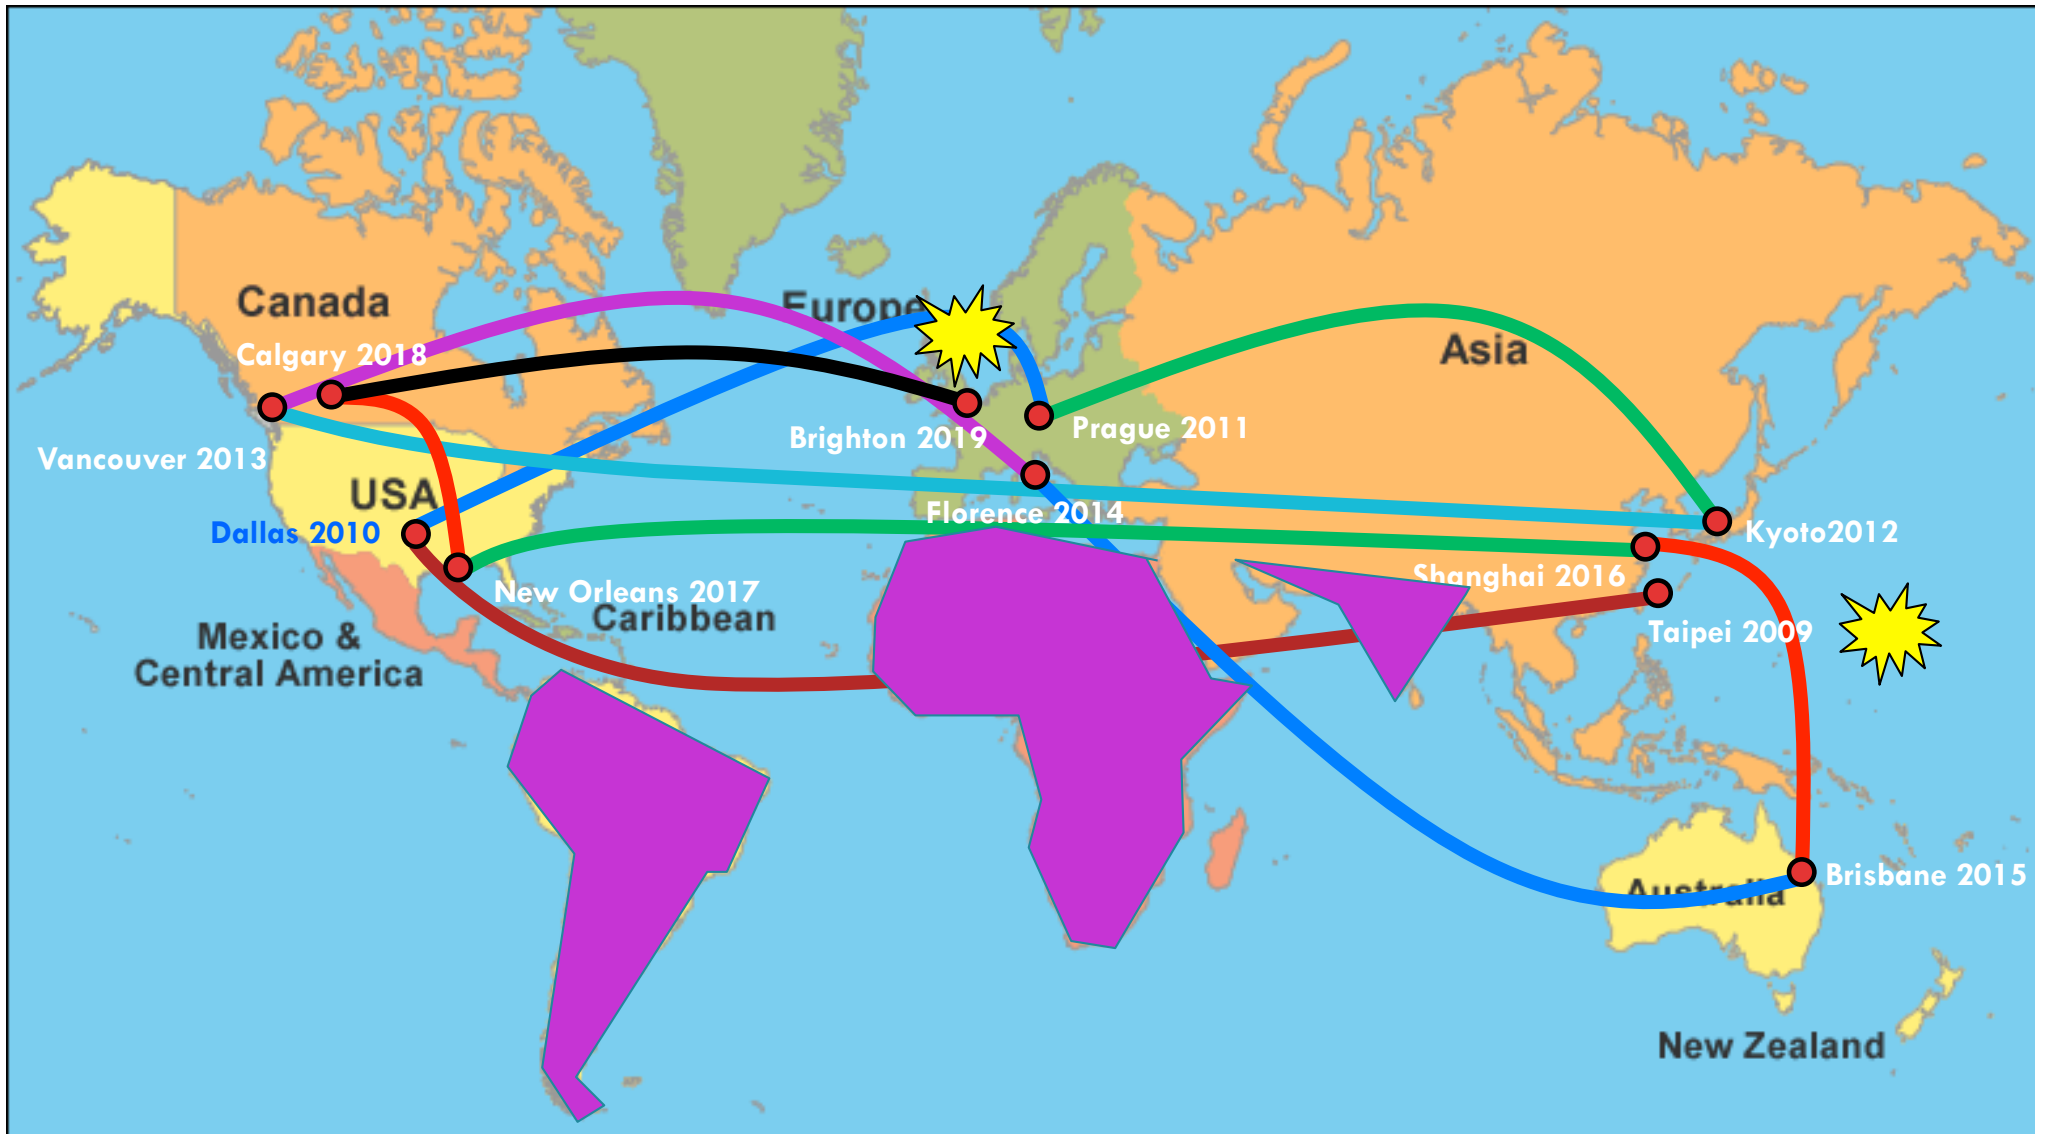 Canada
Europe
Calgary 2018
Asia
Brighton 2019
Prague 2011
Vancouver 2013
USA
Florence 2014
Dallas 2010
Kyoto2012
Shanghai 2016
New Orleans 2017
Caribbean
Taipei 2009
Mexico &
Central America
Brisbane 2015
Australia
New Zealand